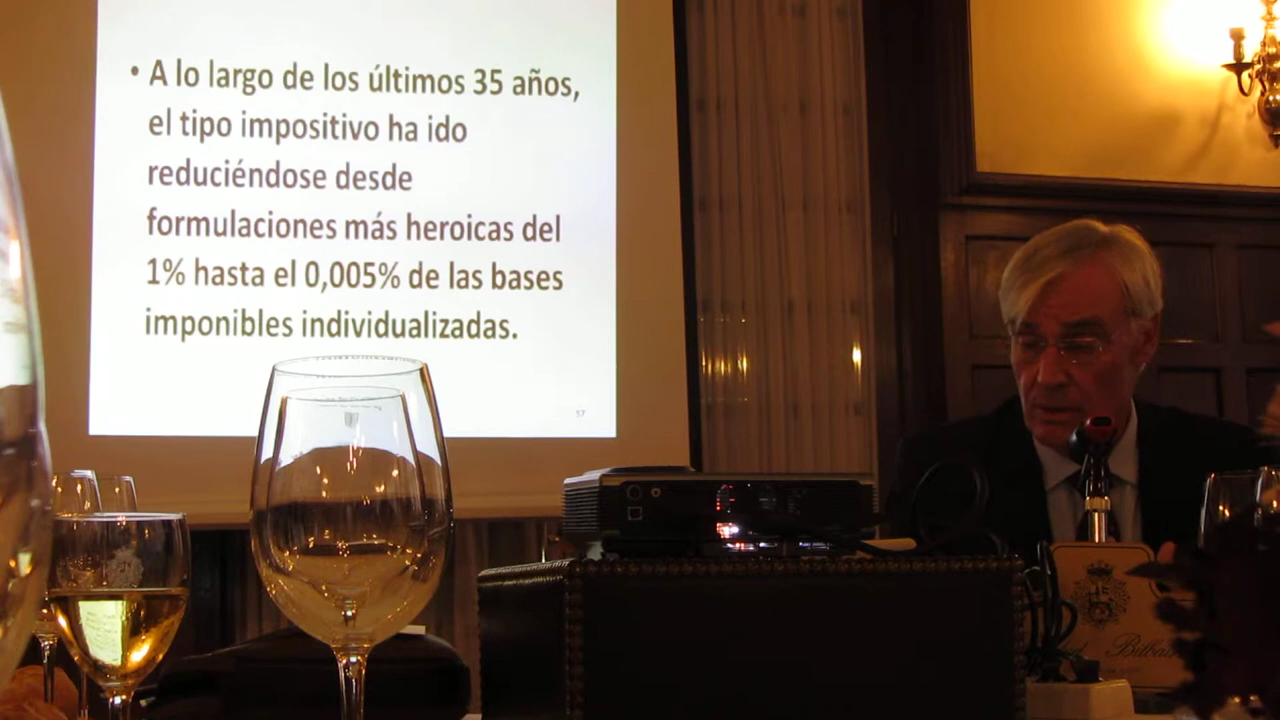 • A lo largo de los últimos 35 años,
el tipo impositivo ha ido
reduciéndose desde
formulaciones más heroicas del
1% hasta el 0,005% de las bases
imponibles individualizadas.
57
Bilbao